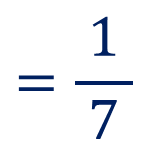 = 1/7